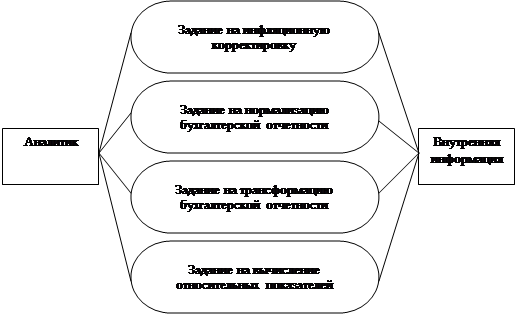 Задание на инфляционную
корректировку
Задание на нормализацию
бухгалтерской отчетности
Аналитик
Внутренняя
информация
Задание на трансформацию
бухгалтерской отчетности
Задание на вычисление
относительных показателей